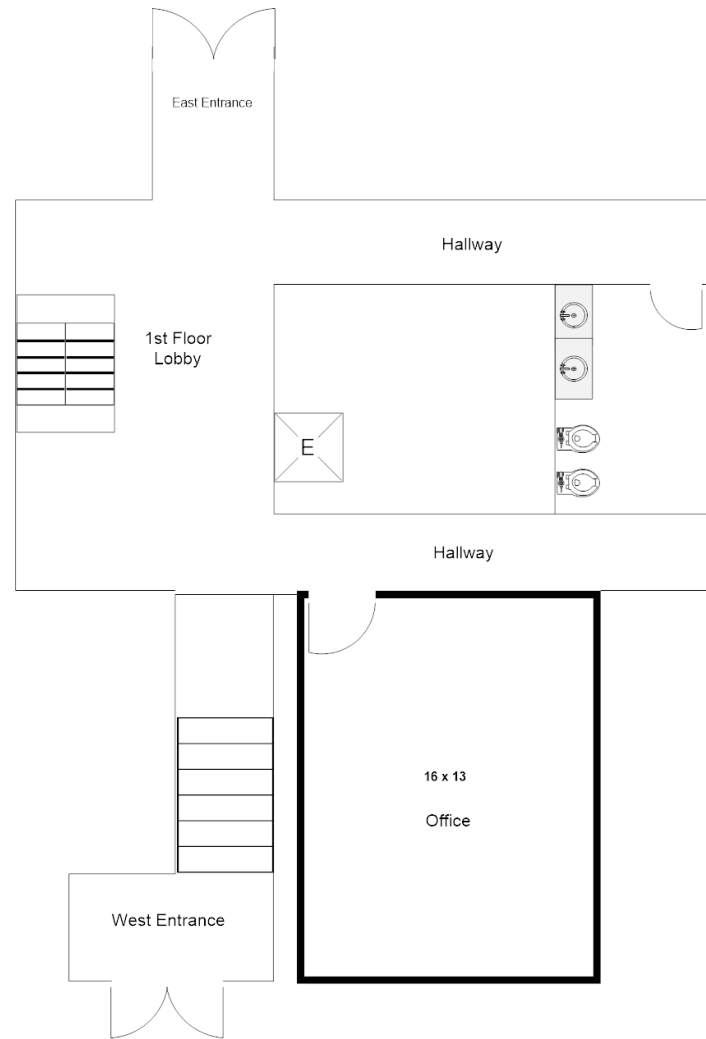 East Entrance
Hallway
1st Floor
Lobby
E
Hallway
16 x 13
Office
West Entrance